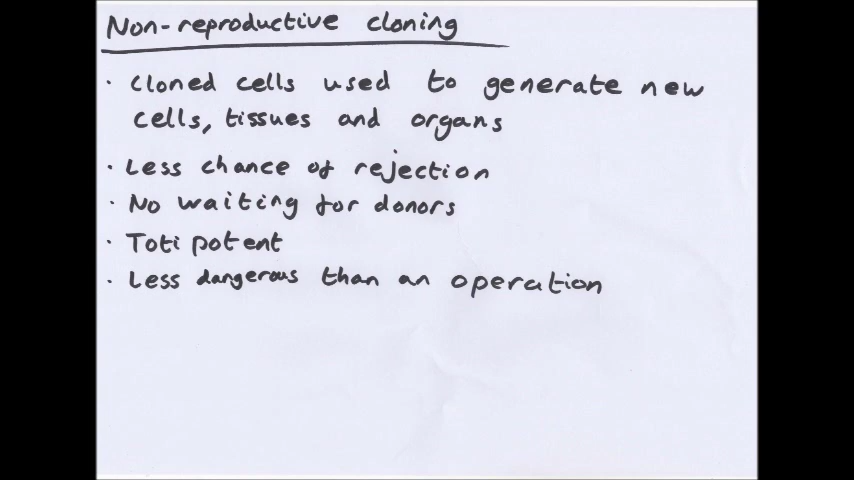 Non-reproductive cloning
· Cloned cells used to generate new
cells, tissues and organs
· Less chance of rejection
· No waiting for donors
· Totipotent
· Less dangerous than an operation